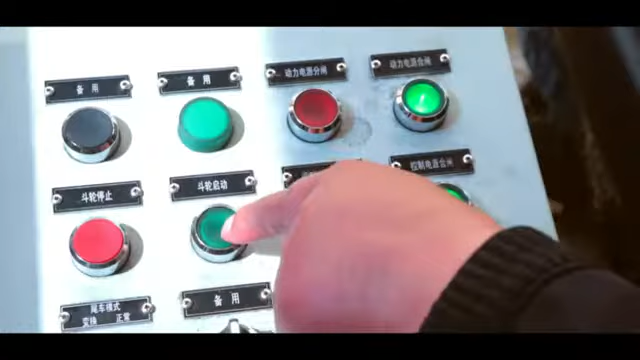 备用
备用
动力电源分闸
动力电源合闸
控制电源合闸
斗轮停止
斗轮启动
尾车模式
变换 正常
备用